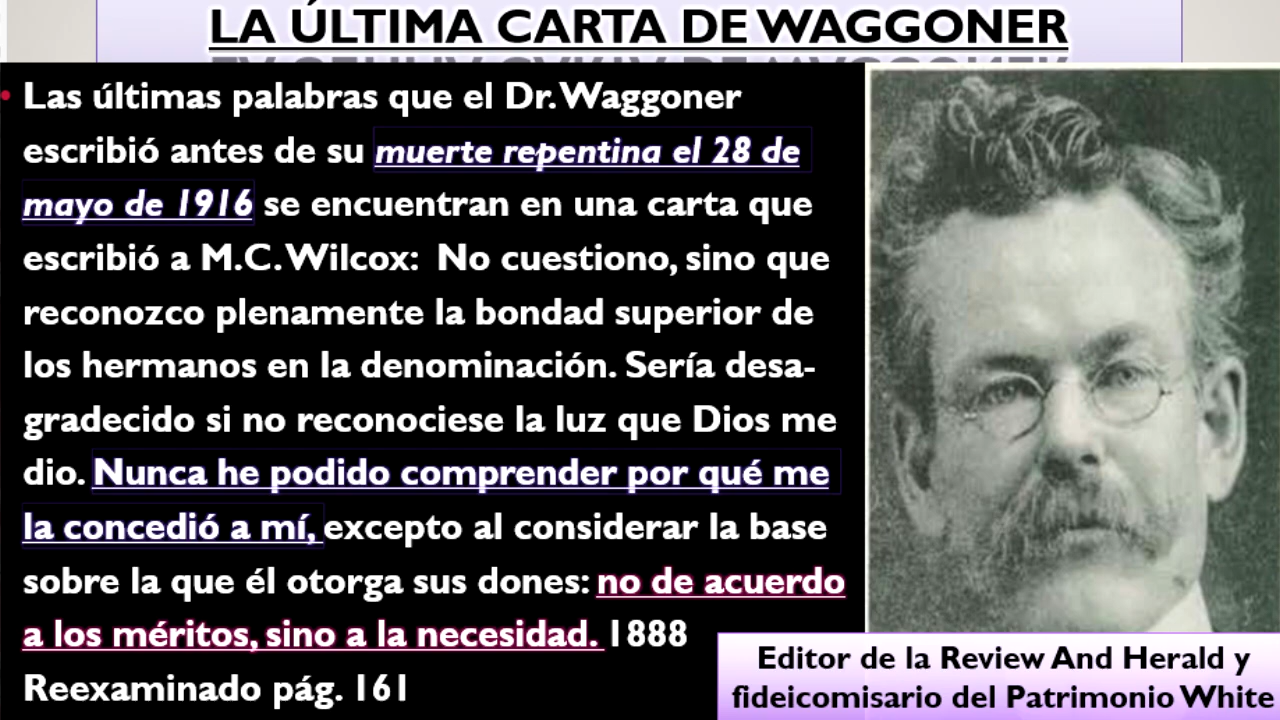 LA ÚLTIMA CARTA DE WAGGONER
• Las últimas palabras que el Dr. Waggoner
escribió antes de su muerte repentina el 28 de
mayo de 1916 se encuentran en una carta que
escribió a M.C. Wilcox: No cuestiono, sino que
reconozco plenamente la bondad superior de
los hermanos en la denominación. Sería desa-
gradecido si no reconociese la luz que Dios me
dio. Nunca he podido comprender por qué me
la concedió a mí, excepto al considerar la base
sobre la que él otorga sus dones: no de acuerdo
a los méritos, sino a la necesidad. 1888
Reexaminado pág. 161
Editor de la Review And Herald y
fideicomisario del Patrimonio White